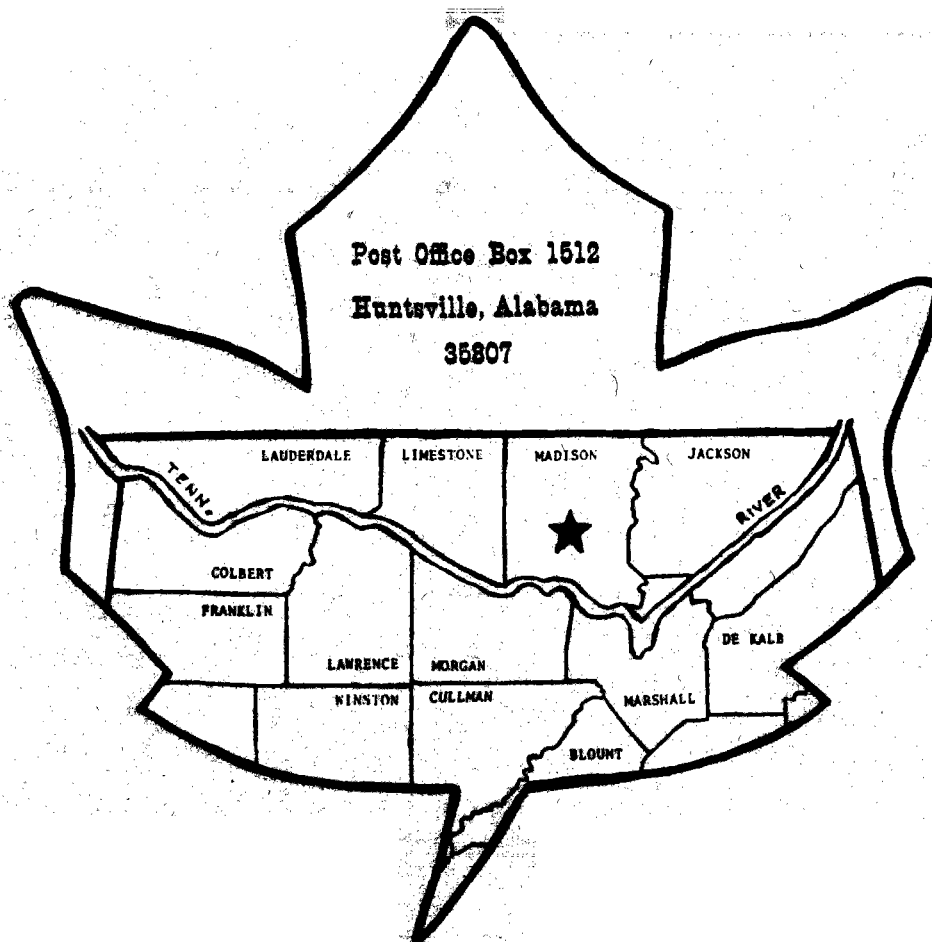 Post Office Box 1512
Huntsville, Alabama
35807
LAUDERDALE LIMESTONE MADISON JACKSON
TENN. RIVER
COLBERT
FRANKLIN
DE KALB
LAWRENCE MORGAN
WINSTON CULLMAN MARSHALL
BLOUNT